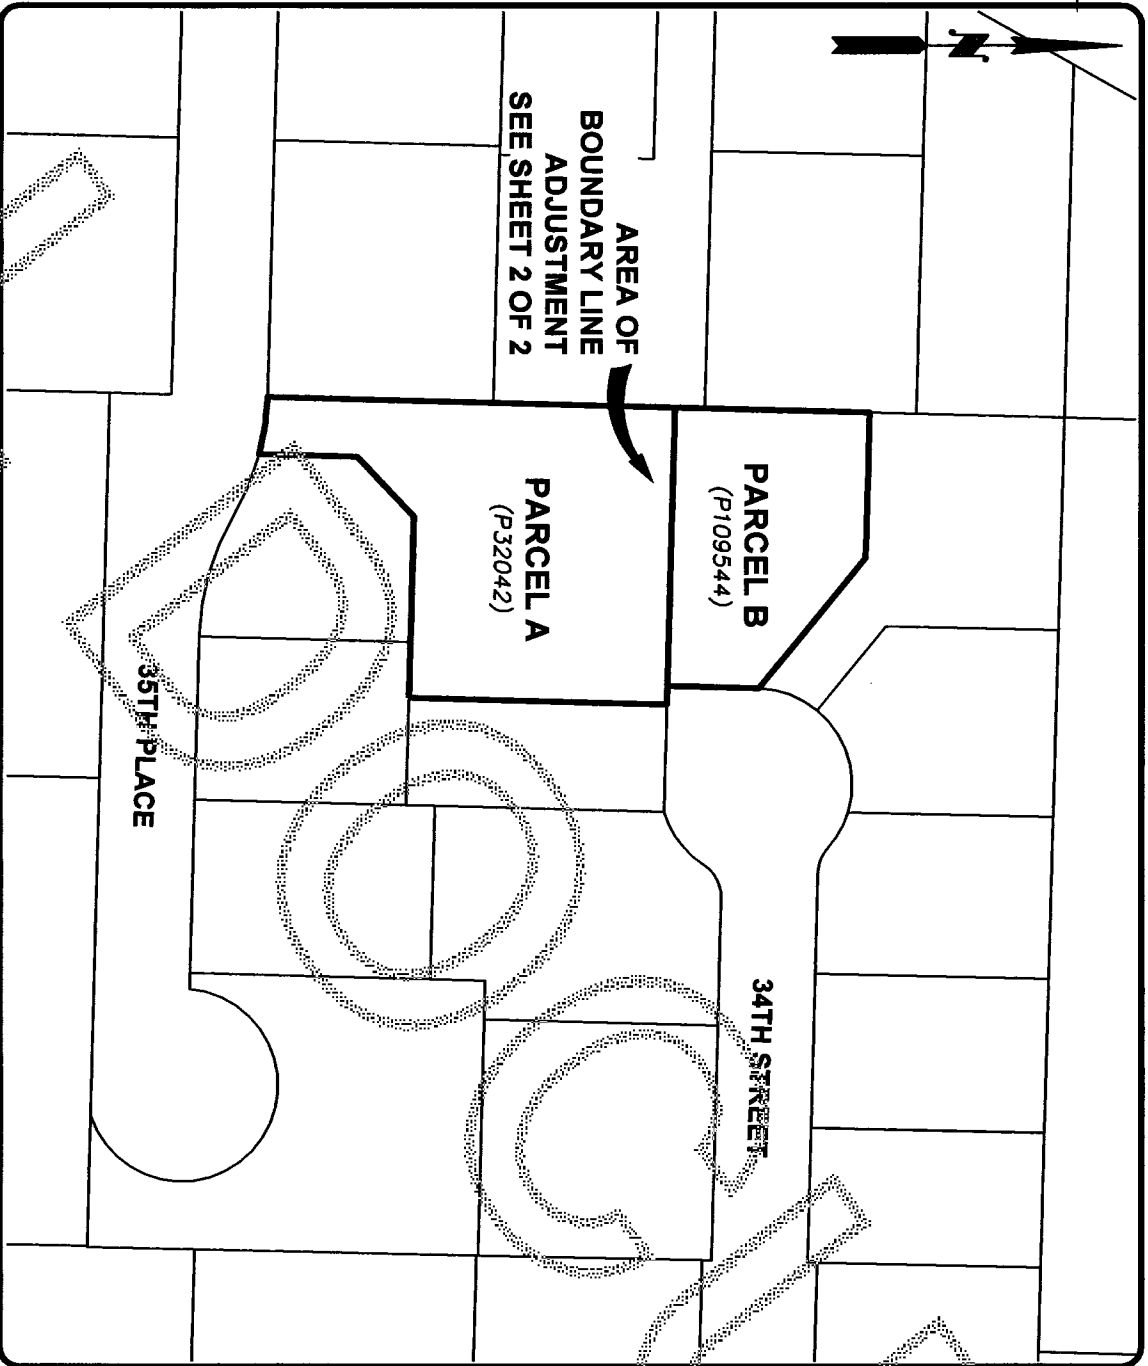 N
AREA OF
BOUNDARY LINE
ADJUSTMENT
SEE SHEET 2 OF 2
PARCEL B
(P109544)
PARCEL A
(P32042)
34TH STREET
35TH PLACE